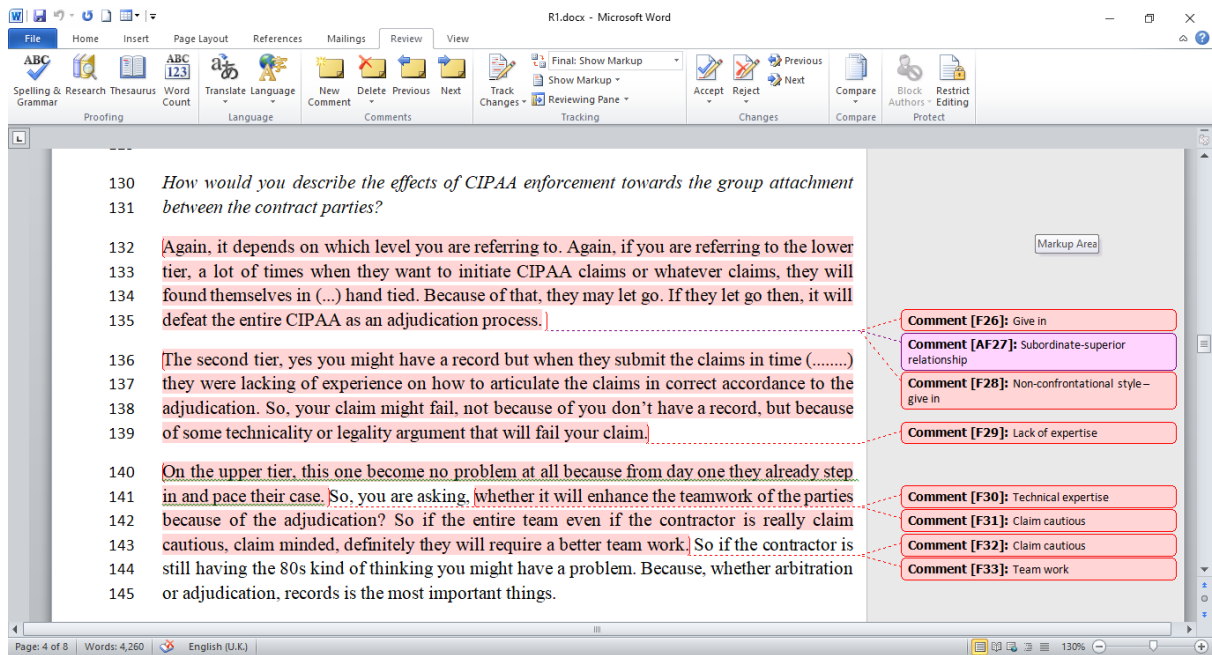 R1.docx - Microsoft Word
File Home Insert Page Layout References Mailings Review View
ABC Spelling & Grammar
Research
Thesaurus
ABC 123 Word Count
Translate
Language
New Comment
Delete
Previous
Next
Track Changes
Final: Show Markup
Show Markup
Reviewing Pane
Accept
Reject
Previous
Next
Compare
Block Authors
Restrict Editing
Proofing Language Comments Tracking Changes Compare Protect
130 How would you describe the effects of CIPAA enforcement towards the group attachment
131 between the contract parties?
132 Again, it depends on which level you are referring to. Again, if you are referring to the lower
133 tier, a lot of times when they want to initiate CIPAA claims or whatever claims, they will
134 found themselves in (...) hand tied. Because of that, they may let go. If they let go then, it will
135 defeat the entire CIPAA as an adjudication process.
136 The second tier, yes you might have a record but when they submit the claims in time (........)
137 they were lacking of experience on how to articulate the claims in correct accordance to the
138 adjudication. So, your claim might fail, not because of you don't have a record, but because
139 of some technicality or legality argument that will fail your claim.
140 On the upper tier, this one become no problem at all because from day one they already step
141 in and pace their case. So, you are asking, whether it will enhance the teamwork of the parties
142 because of the adjudication? So if the entire team even if the contractor is really claim
143 cautious, claim minded, definitely they will require a better team work. So if the contractor is
144 still having the 80s kind of thinking you might have a problem. Because, whether arbitration
145 or adjudication, records is the most important things.
Markup Area
Comment [F26]: Give in
Comment [AF27]: Subordinate-superior
relationship
Comment [F28]: Non-confrontational style –
give in
Comment [F29]: Lack of expertise
Comment [F30]: Technical expertise
Comment [F31]: Claim cautious
Comment [F32]: Claim cautious
Comment [F33]: Team work
Page: 4 of 8 Words: 4,260 English (U.K.) 130%